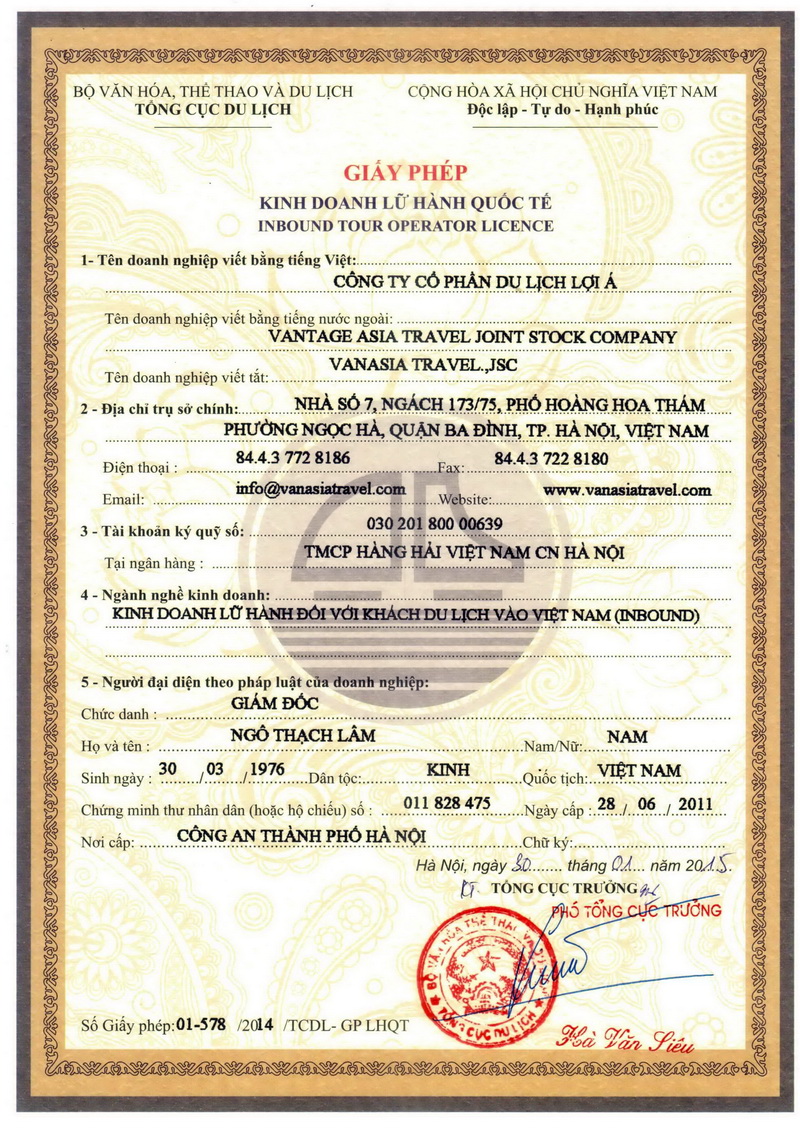 BỘ VĂN HÓA, THỂ THAO VÀ DU LỊCH
TỔNG CỤC DU LỊCH
CỘNG HÒA XÃ HỘI CHỦ NGHĨA VIỆT NAM
Độc lập - Tự do - Hạnh phúc
GIẤY PHÉP
KINH DOANH LỮ HÀNH QUỐC TẾ
INBOUND TOUR OPERATOR LICENCE
1- Tên doanh nghiệp viết bằng tiếng Việt:
CÔNG TY CỔ PHẦN DU LỊCH LỢI Á
Tên doanh nghiệp viết bằng tiếng nước ngoài:
VANTAGE ASIA TRAVEL JOINT STOCK COMPANY
VANASIA TRAVEL.,JSC
Tên doanh nghiệp viết tắt:
2 - Địa chỉ trụ sở chính: NHÀ SỐ 7, NGÁCH 173/75, PHỐ HOÀNG HOA THÁM
PHƯỜNG NGỌC HÀ, QUẬN BA ĐÌNH, TP. HÀ NỘI, VIỆT NAM
Điện thoại : 84.4.3 772 8186 Fax: 84.4.3 722 8180
Email: info@vanasiatravel.com Website: www.vanasiatravel.com
3 - Tài khoản ký quỹ số: 030 201 800 00639
Tại ngân hàng : TMCP HÀNG HẢI VIỆT NAM CN HÀ NỘI
4 - Ngành nghề kinh doanh:
KINH DOANH LỮ HÀNH ĐỐI VỚI KHÁCH DU LỊCH VÀO VIỆT NAM (INBOUND)
5 - Người đại diện theo pháp luật của doanh nghiệp:
Chức danh : GIÁM ĐỐC
Họ và tên : NGÔ THẠCH LÂM Nam/Nữ: NAM
Sinh ngày : 30 /03 /1976 Dân tộc: KINH Quốc tịch: VIỆT NAM
Chứng minh thư nhân dân (hoặc hộ chiếu) số : 011 828 475 Ngày cấp : 28 / 06 / 2011
Nơi cấp: CÔNG AN THÀNH PHỐ HÀ NỘI Chữ ký:
Hà Nội, ngày 30 tháng 01 năm 2015.
KT. TỔNG CỤC TRƯỞNG
PHÓ TỔNG CỤC TRƯỞNG
BỘ VĂN HÓA THỂ THAO VÀ DU LỊCH
TỔNG CỤC DU LỊCH
Số Giấy phép: 01-578 /2014 /TCDL- GP LHQT
Hà Văn Siêu